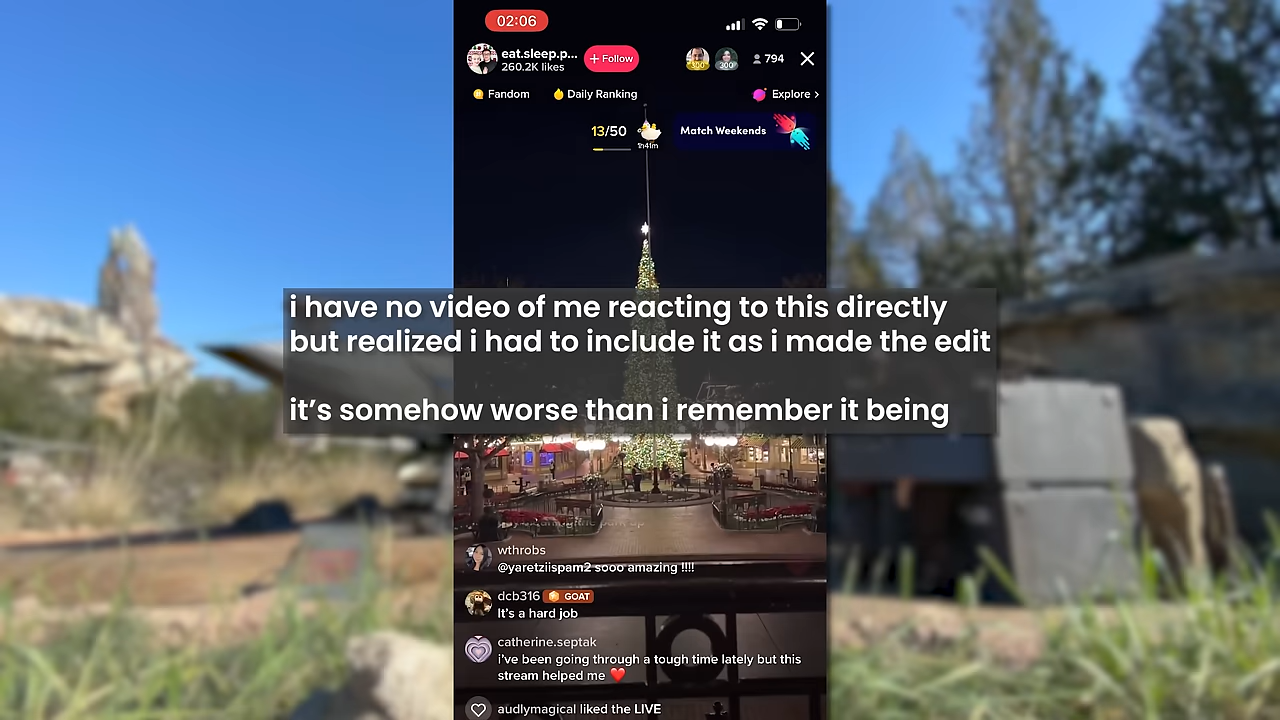 02:06
eat.sleep.p...
260.2K likes
+ Follow
300
300
794
Fandom
Daily Ranking
Explore >
13/50
1h41m
Match Weekends
i have no video of me reacting to this directly
but realized i had to include it as i made the edit
it's somehow worse than i remember it being
wthrobs
@yaretziispam2 sooo amazing !!!!
dcb316 GOAT
It's a hard job
catherine.septak
i've been going through a tough time lately but this
stream helped me ❤️
audlymagical liked the LIVE